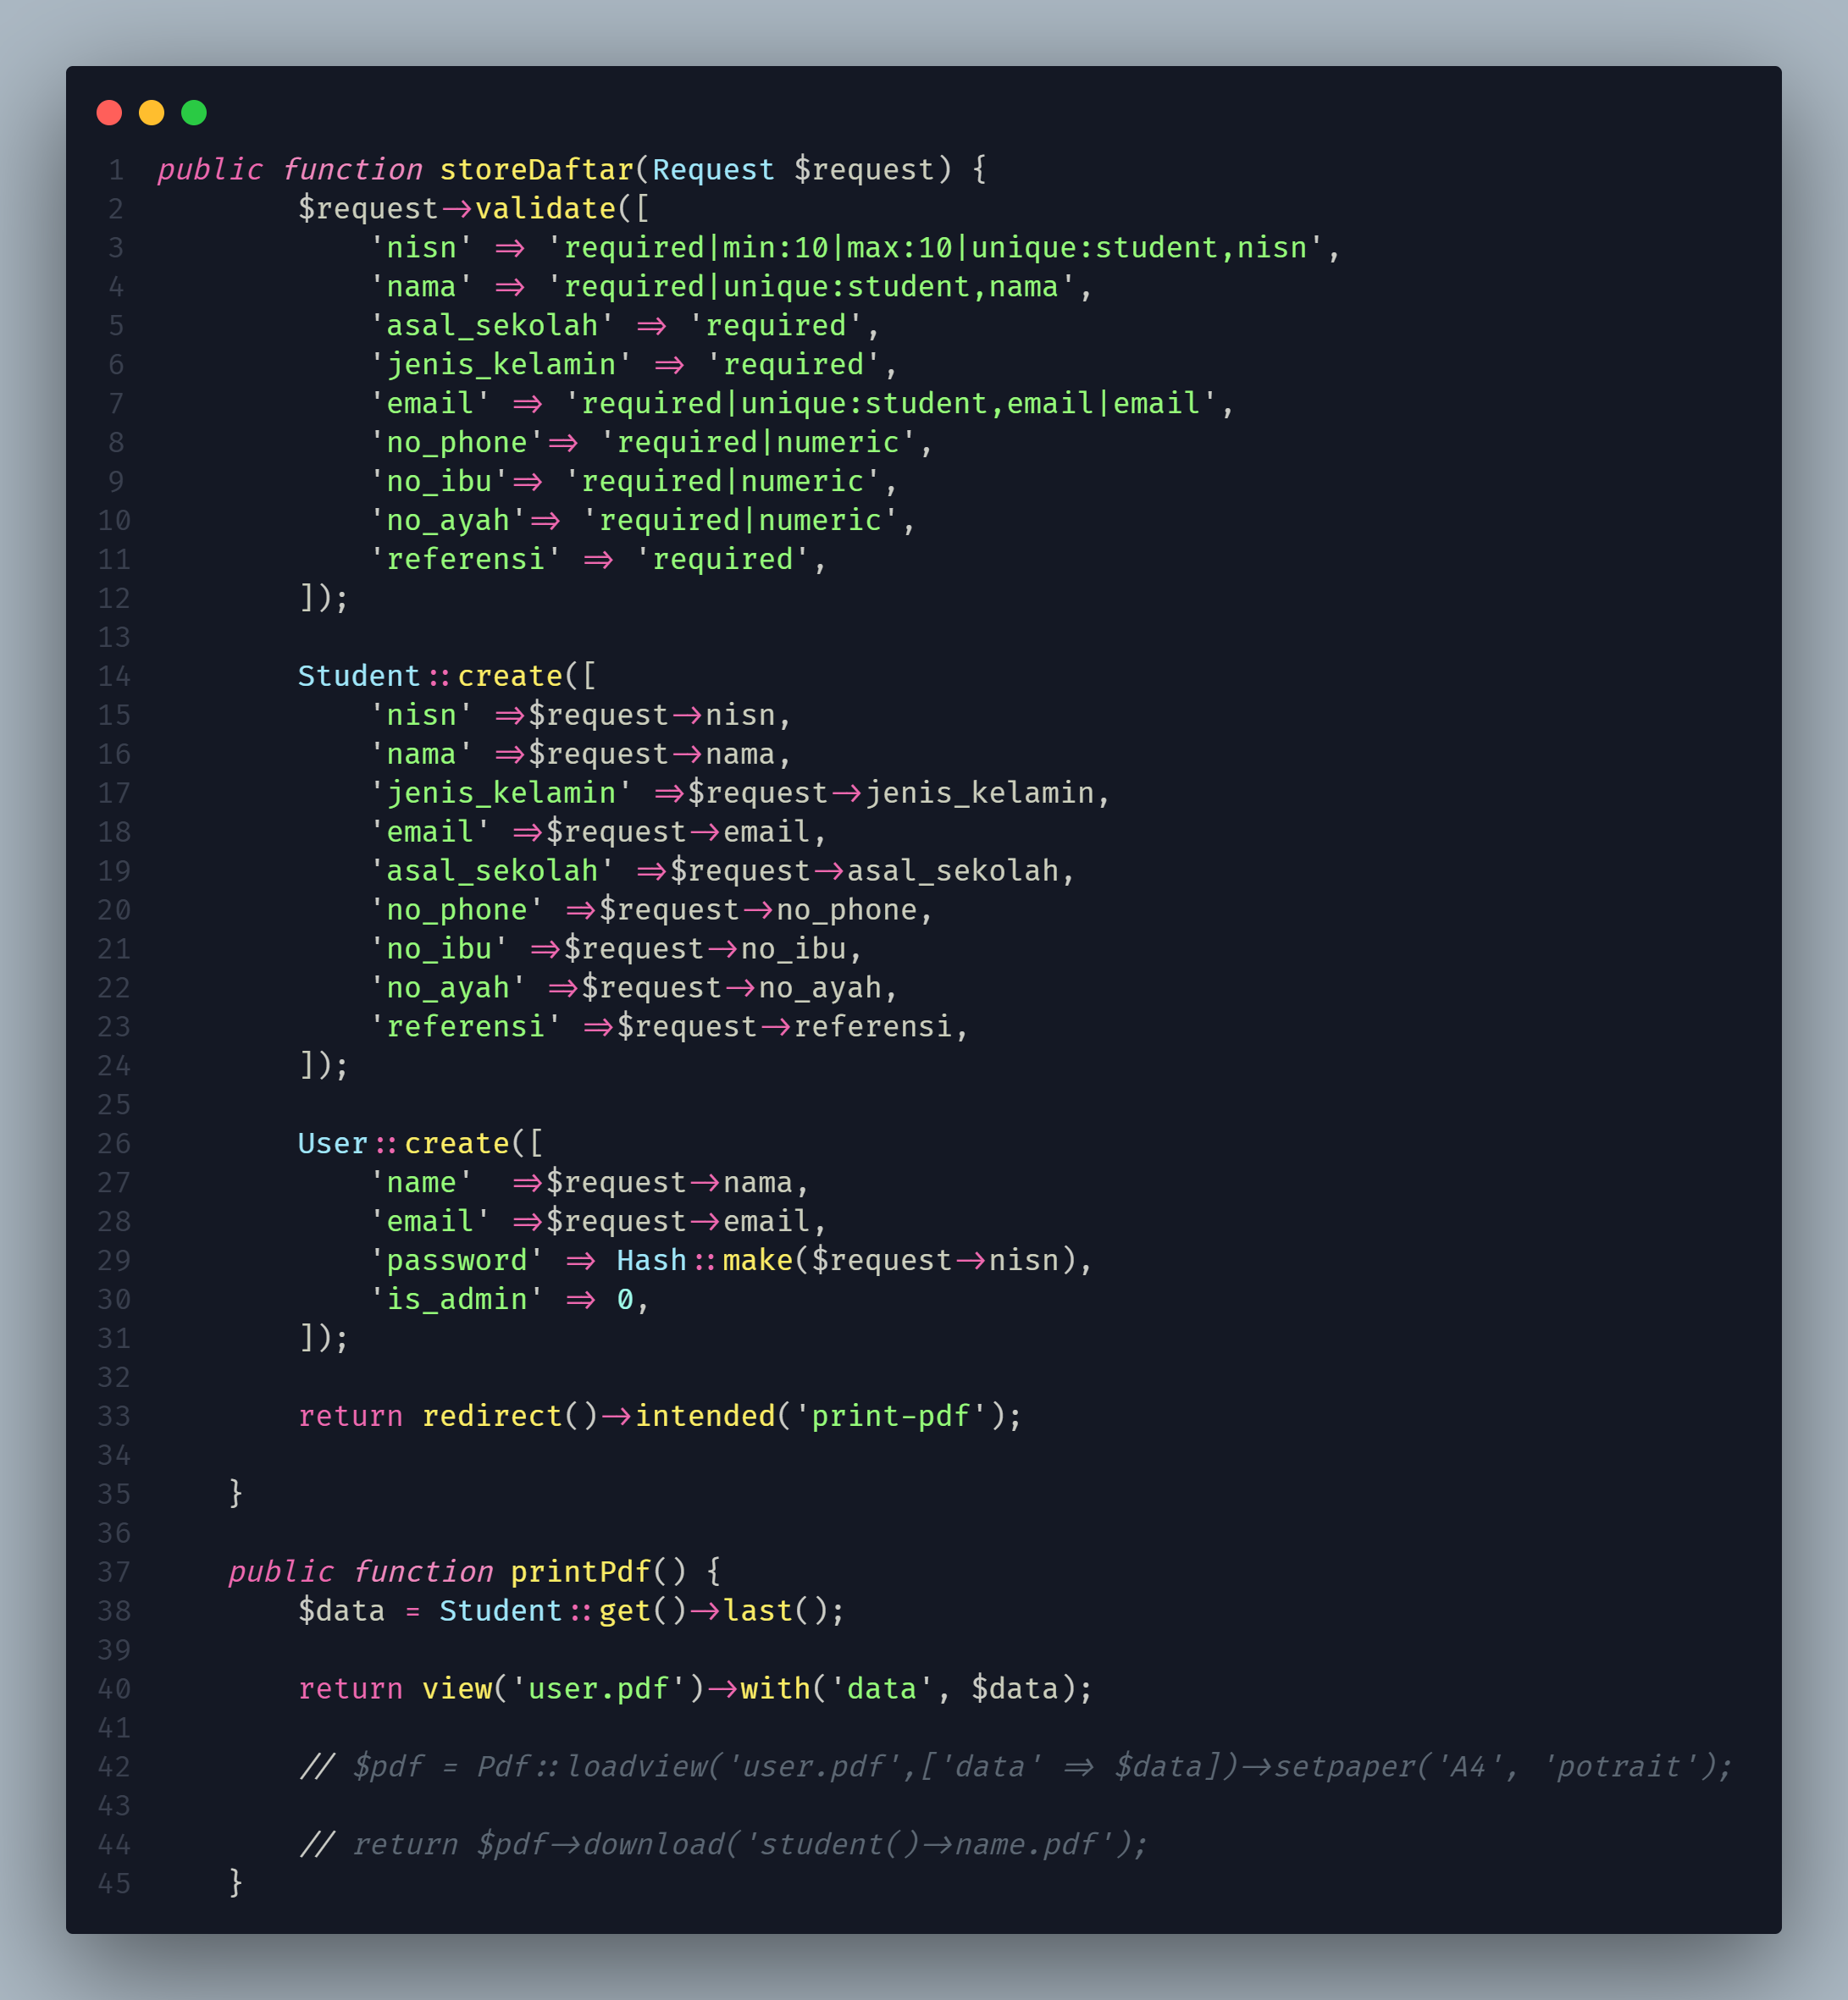 1 public function storeDaftar(Request $request) {
2         $request->validate([
3             'nisn' => 'required|min:10|max:10|unique:student,nisn',
4             'nama' => 'required|unique:student,nama',
5             'asal_sekolah' => 'required',
6             'jenis_kelamin' => 'required',
7             'email' => 'required|unique:student,email|email',
8             'no_phone'=> 'required|numeric',
9             'no_ibu'=> 'required|numeric',
10             'no_ayah'=> 'required|numeric',
11             'referensi' => 'required',
12         ]);
13
14         Student::create([
15             'nisn' =>$request->nisn,
16             'nama' =>$request->nama,
17             'jenis_kelamin' =>$request->jenis_kelamin,
18             'email' =>$request->email,
19             'asal_sekolah' =>$request->asal_sekolah,
20             'no_phone' =>$request->no_phone,
21             'no_ibu' =>$request->no_ibu,
22             'no_ayah' =>$request->no_ayah,
23             'referensi' =>$request->referensi,
24         ]);
25
26         User::create([
27             'name'  =>$request->nama,
28             'email' =>$request->email,
29             'password' => Hash::make($request->nisn),
30             'is_admin' => 0,
31         ]);
32
33         return redirect()->intended('print-pdf');
34
35     }
36
37     public function printPdf() {
38         $data = Student::get()->last();
39
40         return view('user.pdf')->with('data', $data);
41
42         // $pdf = Pdf::loadview('user.pdf',['data' => $data])->setpaper('A4', 'potrait');
43
44         // return $pdf->download('student()->name.pdf');
45     }